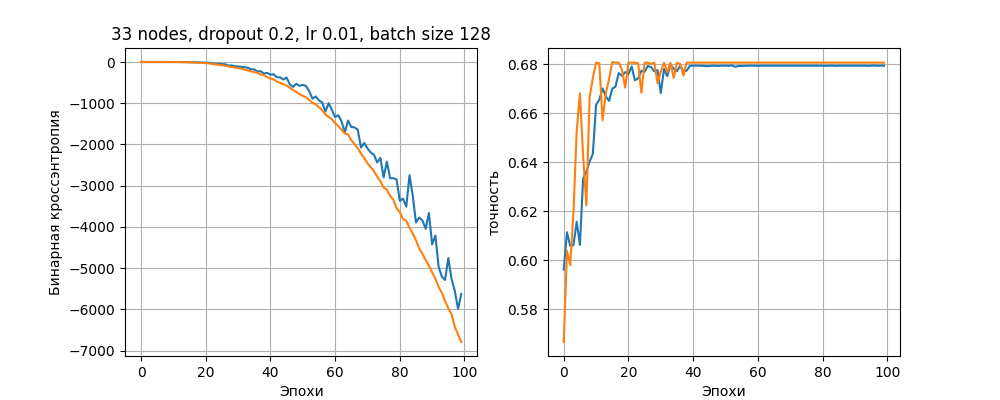 33 nodes, dropout 0.2, lr 0.01, batch size 128
Бинарная кроссэнтропия
0
−1000
−2000
−3000
−4000
−5000
−6000
−7000
0 20 40 60 80 100
Эпохи
точность
0.68
0.66
0.64
0.62
0.60
0.58
0 20 40 60 80 100
Эпохи